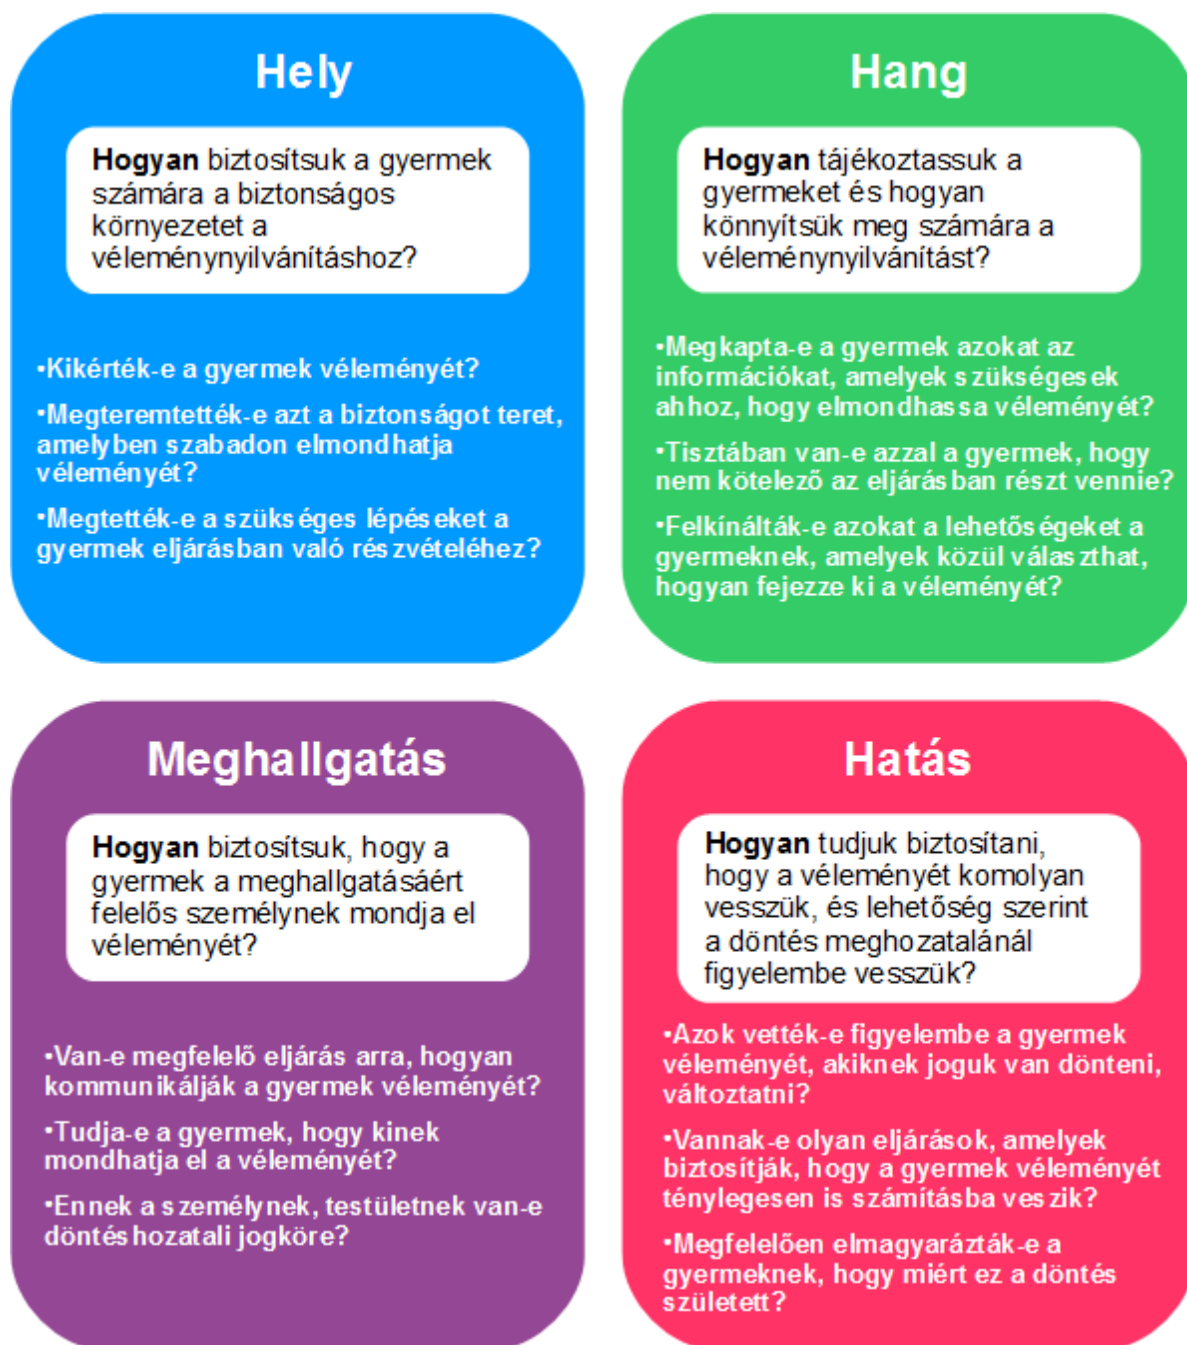 Hely
Hogyan biztosítsuk a gyermek
számára a biztonságos
környezetet a
véleménynyilvánításhoz?
•Kikérték-e a gyermek véleményét?
•Megteremtették-e azt a biztonságot teret,
amelyben szabadon elmondhatja
véleményét?
•Megtették-e a szükséges lépéseket a
gyermek eljárásban való részvételéhez?
Hang
Hogyan tájékoztassuk a
gyermeket és hogyan
könnyítsük meg számára a
véleménynyilvánítást?
•Megkapta-e a gyermek azokat az
információkat, amelyek szükségesek
ahhoz, hogy elmondhassa véleményét?
•Tisztában van-e azzal a gyermek, hogy
nem kötelező az eljárásban részt vennie?
•Felkínálták-e azokat a lehetőségeket a
gyermeknek, amelyek közül választhat,
hogyan fejezze ki a véleményét?
Meghallgatás
Hogyan biztosítsuk, hogy a
gyermek a meghallgatásáért
felelős személynek mondja el
véleményét?
•Van-e megfelelő eljárás arra, hogyan
kommunikálják a gyermek véleményét?
•Tudja-e a gyermek, hogy kinek
mondhatja el a véleményét?
•Ennek a személynek, testületnek van-e
döntéshozatali jogköre?
Hatás
Hogyan tudjuk biztosítani,
hogy a véleményét komolyan
vesszük, és lehetőség szerint
a döntés meghozatalánál
figyelembe vesszük?
•Azok vették-e figyelembe a gyermek
véleményét, akiknek joguk van dönteni,
változtatni?
•Vannak-e olyan eljárások, amelyek
biztosítják, hogy a gyermek véleményét
ténylegesen is számításba veszik?
•Megfelelően elmagyarázták-e a
gyermeknek, hogy miért ez a döntés
született?